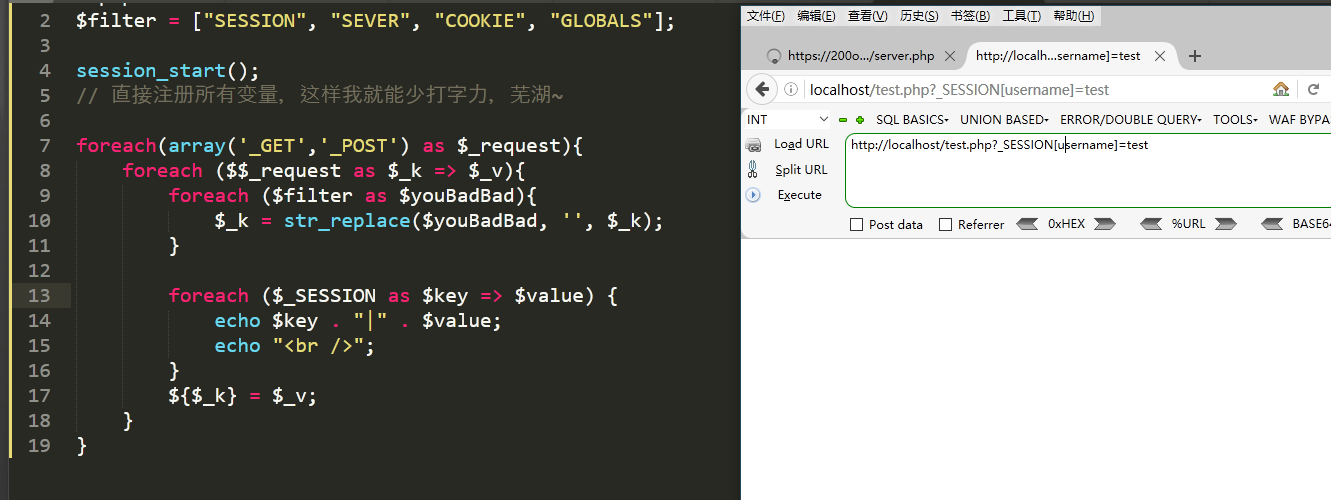 2 $filter = ["SESSION", "SEVER", "COOKIE", "GLOBALS"];
3
4 session_start();
5 // 直接注册所有变量，这样我就能少打字力，芜湖~
6
7 foreach(array('_GET','_POST') as $_request){
8 foreach ($$_request as $_k => $_v){
9 foreach ($filter as $youBadBad){
10 $_k = str_replace($youBadBad, '', $_k);
11 }
12
13 foreach ($_SESSION as $key => $value) {
14 echo $key . "|" . $value;
15 echo "<br />";
16 }
17 ${$_k} = $_v;
18 }
19 }
文件(F) 编辑(E) 查看(V) 历史(S) 书签(B) 工具(T) 帮助(H)
https://200o.../server.php http://localh...sername]=test
localhost/test.php?_SESSION[username]=test
INT SQL BASICS UNION BASED ERROR/DOUBLE QUERY TOOLS WAF BYPA
Load URL http://localhost/test.php?_SESSION[username]=test
Split URL
Execute
Post data Referrer 0xHEX %URL BASE64